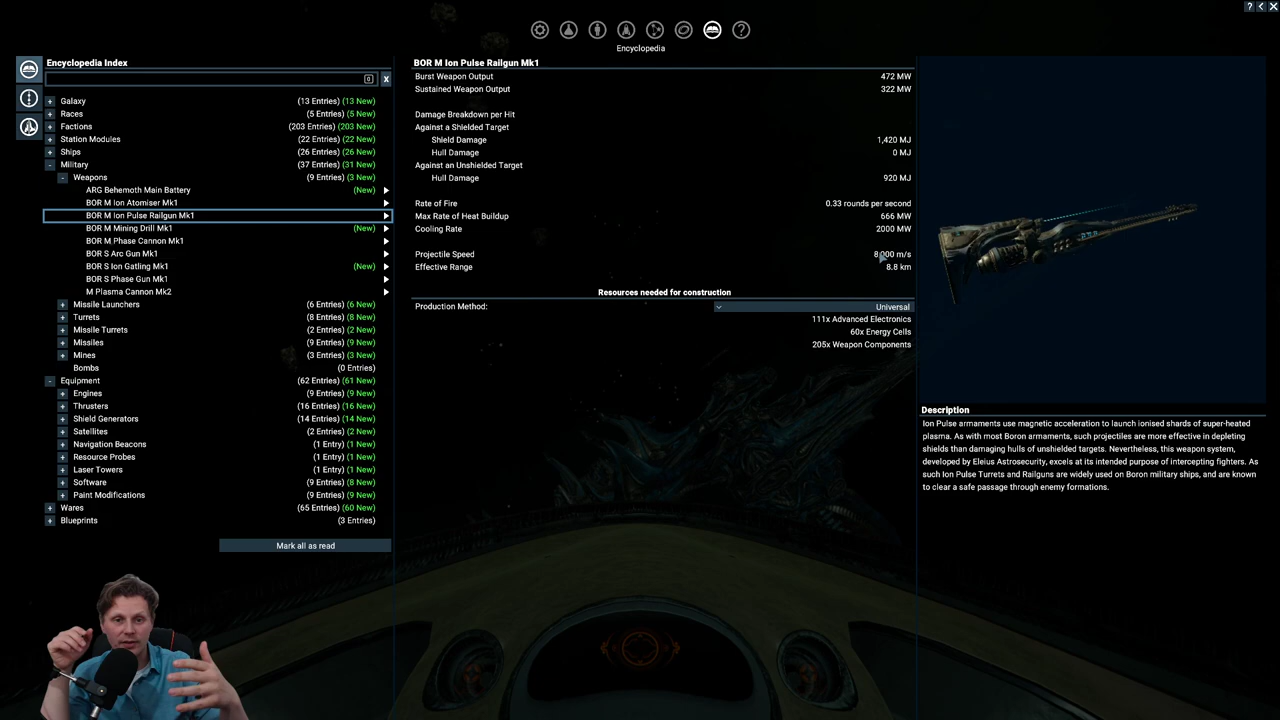 ? < X
Encyclopedia
Encyclopedia Index
X
+ Galaxy (13 Entries) (13 New)
+ Races (5 Entries) (5 New)
+ Factions (203 Entries) (203 New)
+ Station Modules (22 Entries) (22 New)
+ Ships (26 Entries) (26 New)
- Military (37 Entries) (31 New)
- Weapons (9 Entries) (3 New)
ARG Behemoth Main Battery (New)
BOR M Ion Atomiser Mk1
BOR M Ion Pulse Railgun Mk1
BOR M Mining Drill Mk1 (New)
BOR M Phase Cannon Mk1
BOR S Arc Gun Mk1
BOR S Ion Gatling Mk1 (New)
BOR S Phase Gun Mk1
M Plasma Cannon Mk2
+ Missile Launchers (6 Entries) (6 New)
+ Turrets (8 Entries) (8 New)
+ Missile Turrets (2 Entries) (2 New)
+ Missiles (9 Entries) (9 New)
+ Mines (3 Entries) (3 New)
Bombs (0 Entries)
- Equipment (62 Entries) (61 New)
+ Engines (9 Entries) (9 New)
+ Thrusters (16 Entries) (16 New)
+ Shield Generators (14 Entries) (14 New)
+ Satellites (2 Entries) (2 New)
+ Navigation Beacons (1 Entry) (1 New)
+ Resource Probes (1 Entry) (1 New)
+ Laser Towers (1 Entry) (1 New)
+ Software (9 Entries) (8 New)
+ Paint Modifications (9 Entries) (9 New)
+ Wares (65 Entries) (60 New)
+ Blueprints (3 Entries)
Mark all as read
BOR M Ion Pulse Railgun Mk1
Burst Weapon Output 472 MW
Sustained Weapon Output 322 MW
Damage Breakdown per Hit
Against a Shielded Target
Shield Damage 1,420 MJ
Hull Damage 0 MJ
Against an Unshielded Target
Hull Damage 920 MJ
Rate of Fire 0.33 rounds per second
Max Rate of Heat Buildup 666 MW
Cooling Rate 2000 MW
Projectile Speed 8,000 m/s
Effective Range 8.8 km
Resources needed for construction
Production Method: Universal
111x Advanced Electronics
60x Energy Cells
205x Weapon Components
Description
Ion Pulse armaments use magnetic acceleration to launch ionised shards of super-heated
plasma. As with most Boron armaments, such projectiles are more effective in depleting
shields than damaging hulls of unshielded targets. Nevertheless, this weapon system,
developed by Eleius Astrosecurity, excels at its intended purpose of intercepting fighters. As
such Ion Pulse Turrets and Railguns are widely used on Boron military ships, and are known
to clear a safe passage through enemy formations.